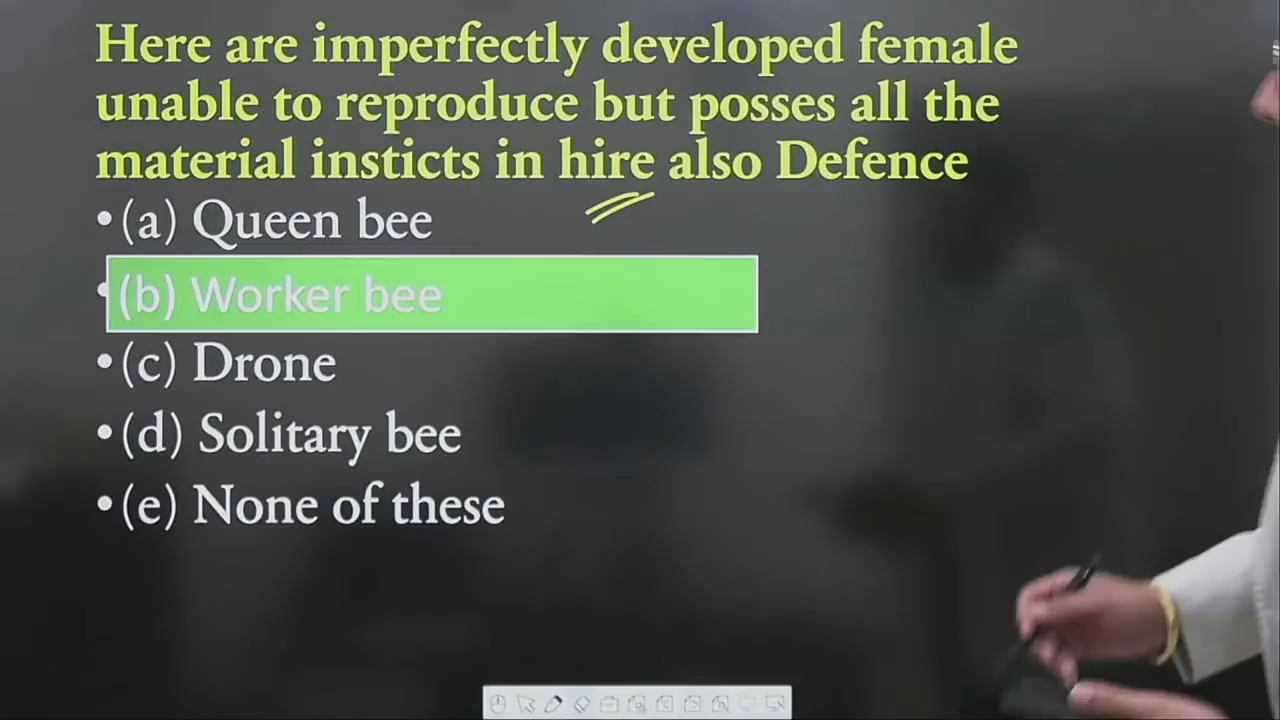 Here are imperfectly developed female
unable to reproduce but posses all the
material insticts in hire also Defence
•(a) Queen bee
•(b) Worker bee
•(c) Drone
•(d) Solitary bee
•(e) None of these